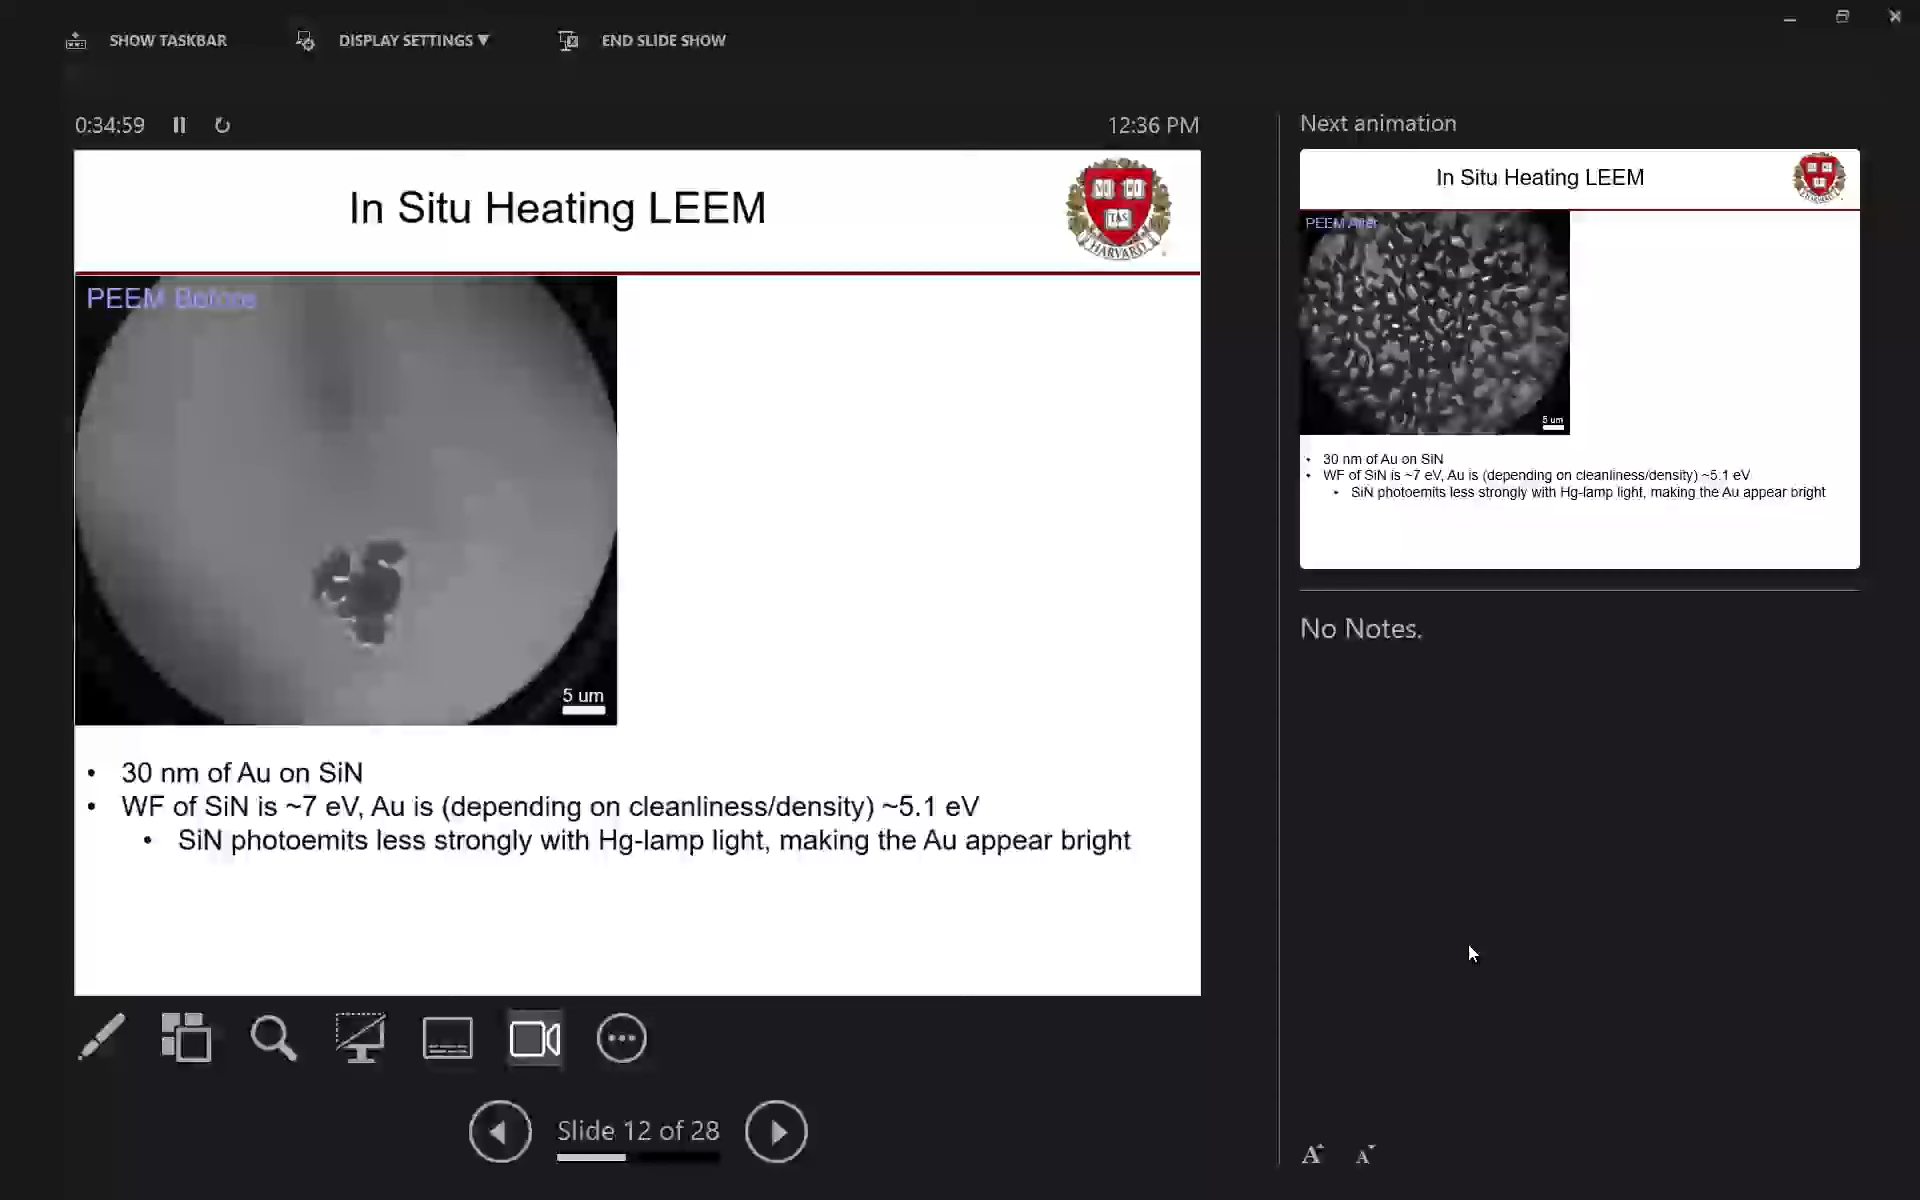 SHOW TASKBAR
DISPLAY SETTINGS ▼
END SLIDE SHOW
0:34:59
12:36 PM
In Situ Heating LEEM
VE RI
TAS
HARVARD
PEEM Before
5 um
• 30 nm of Au on SiN
• WF of SiN is ~7 eV, Au is (depending on cleanliness/density) ~5.1 eV
• SiN photoemits less strongly with Hg-lamp light, making the Au appear bright
Slide 12 of 28
Next animation
In Situ Heating LEEM
PEEM After
5 um
• 30 nm of Au on SiN
• WF of SiN is ~7 eV, Au is (depending on cleanliness/density) ~5.1 eV
• SiN photoemits less strongly with Hg-lamp light, making the Au appear bright
No Notes.
A A